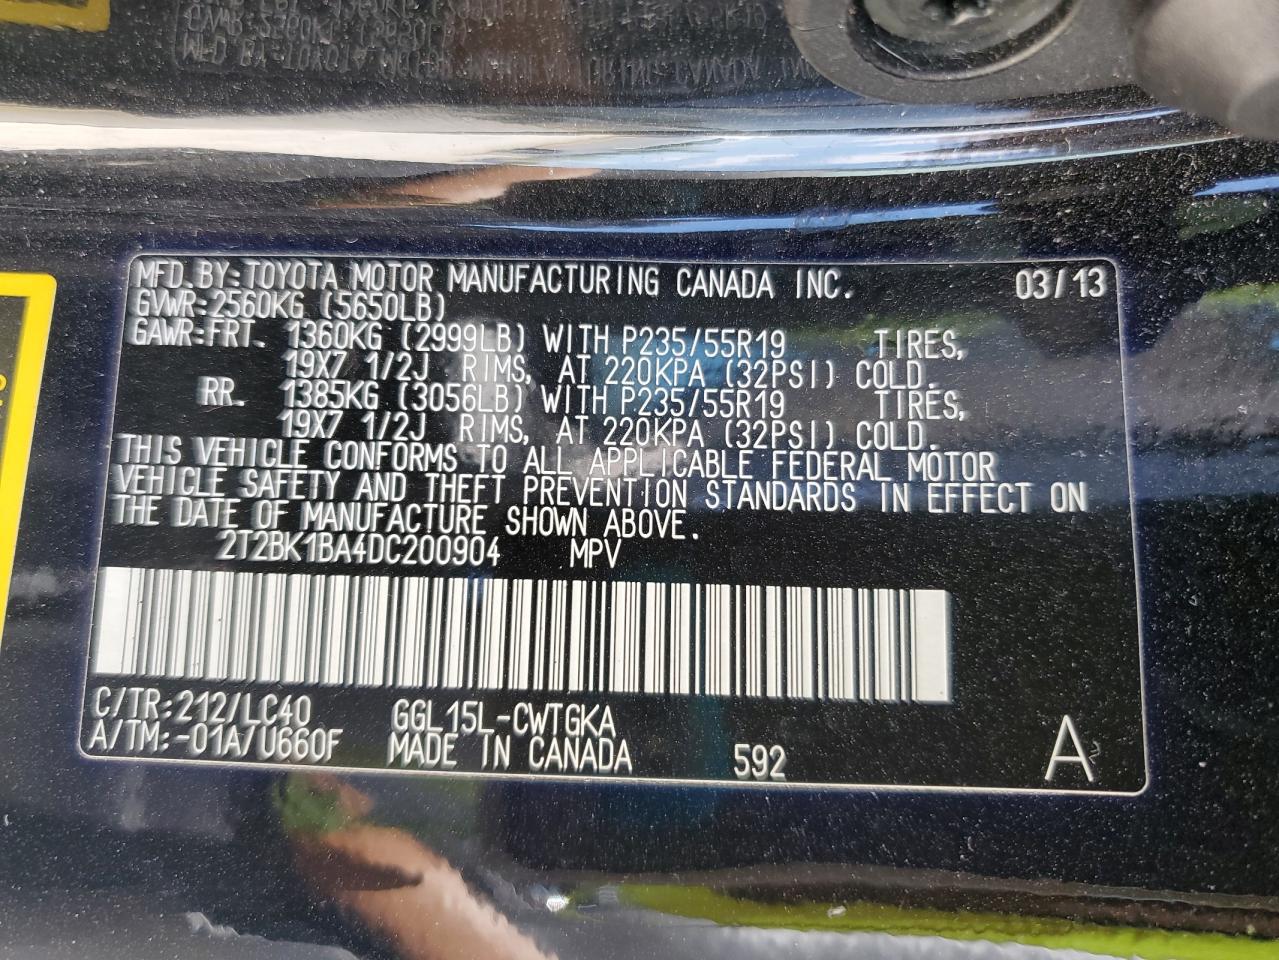 MFD.BY:TOYOTA MOTOR MANUFACTURING CANADA INC. 03/13
GVWR:2560KG (5650LB)
GAWR:FRT. 1360KG (2999LB) WITH P235/55R19 TIRES,
19X7 1/2J RIMS, AT 220KPA (32PSI) COLD.
RR. 1385KG (3056LB) WITH P235/55R19 TIRES,
19X7 1/2J RIMS, AT 220KPA (32PSI) COLD.
THIS VEHICLE CONFORMS TO ALL APPLICABLE FEDERAL MOTOR
VEHICLE SAFETY AND THEFT PREVENTION STANDARDS IN EFFECT ON
THE DATE OF MANUFACTURE SHOWN ABOVE.
2T2BK1BA4DC200904 MPV
C/TR:212/LC40 GGL15L-CWTGKA
A/TM:-01A/U660F MADE IN CANADA 592 A